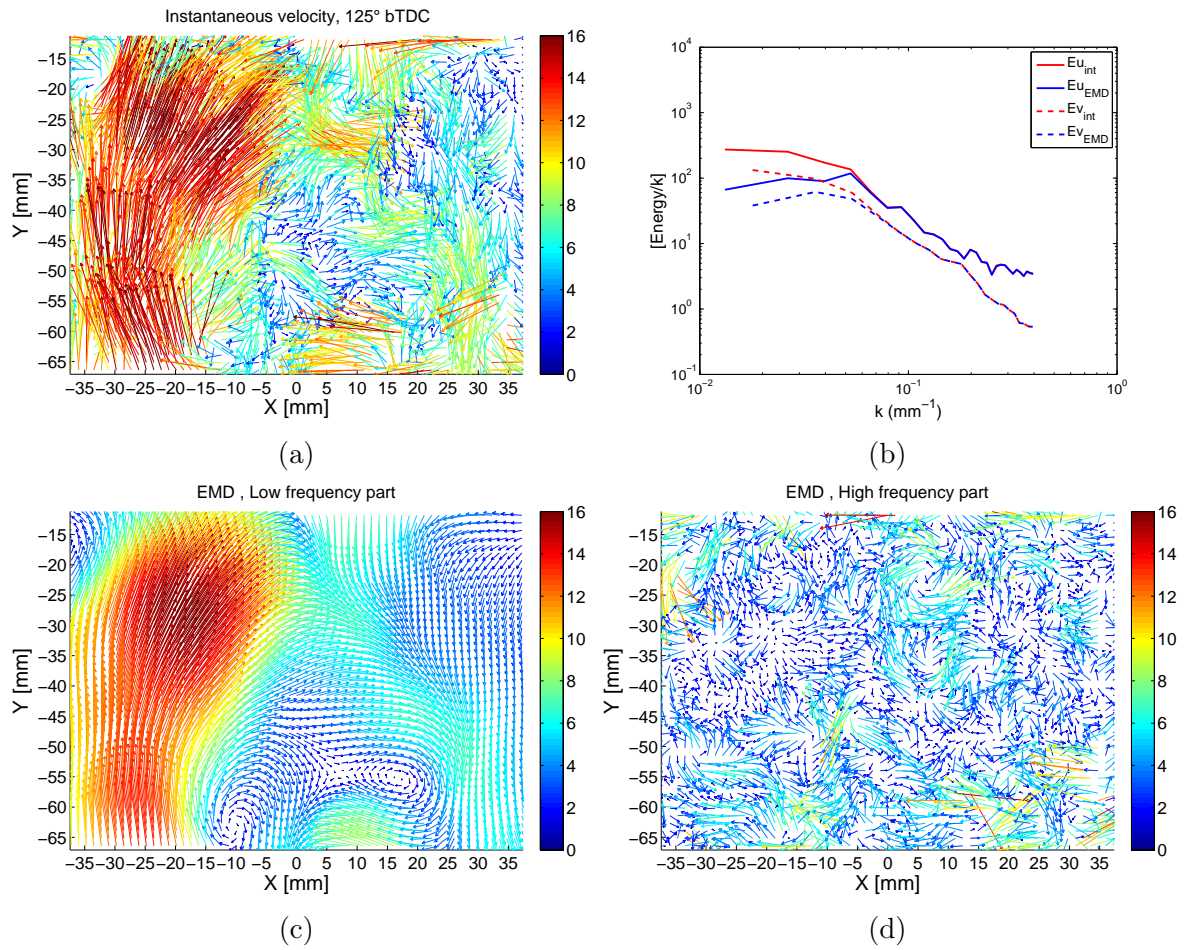 Instantaneous velocity, 125° bTDC
Y [mm]
−15
−20
−25
−30
−35
−40
−45
−50
−55
−60
−65
−35 −30 −25 −20 −15 −10 −5 0 5 10 15 20 25 30 35
X [mm]
16
14
12
10
8
6
4
2
0
(a)
[Energy/k]
10^4
10^3
10^2
10^1
10^0
10^−1
10^−2 10^−1 10^0
k (mm^−1)
Eu_int
Eu_EMD
Ev_int
Ev_EMD
(b)
EMD , Low frequency part
Y [mm]
−15
−20
−25
−30
−35
−40
−45
−50
−55
−60
−65
−35 −30 −25 −20 −15 −10 −5 0 5 10 15 20 25 30 35
X [mm]
16
14
12
10
8
6
4
2
0
(c)
EMD , High frequency part
Y [mm]
−15
−20
−25
−30
−35
−40
−45
−50
−55
−60
−65
−35 −30 −25 −20 −15 −10 −5 0 5 10 15 20 25 30 35
X [mm]
16
14
12
10
8
6
4
2
0
(d)